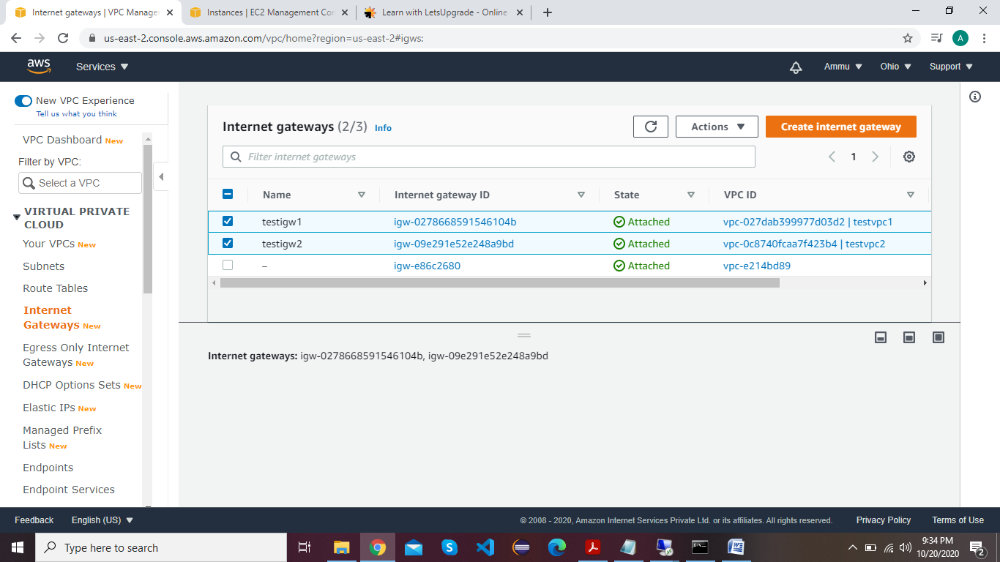 Internet gateways | VPC Manage
Instances | EC2 Management Con
Learn with LetsUpgrade - Online
us-east-2.console.aws.amazon.com/vpc/home?region=us-east-2#igws:
A
aws
Services
Ammu
Ohio
Support
New VPC Experience
Tell us what you think
VPC Dashboard New
Filter by VPC:
Select a VPC
VIRTUAL PRIVATE
CLOUD
Your VPCs New
Subnets
Route Tables
Internet
Gateways New
Egress Only Internet
Gateways New
DHCP Options Sets New
Elastic IPs New
Managed Prefix
Lists New
Endpoints
Endpoint Services
Internet gateways (2/3) Info
Actions
Create internet gateway
Filter internet gateways
1
Name Internet gateway ID State VPC ID
testigw1 igw-0278668591546104b Attached vpc-027dab399977d03d2 | testvpc1
testigw2 igw-09e291e52e248a9bd Attached vpc-0c8740fcaa7f423b4 | testvpc2
– igw-e86c2680 Attached vpc-e214bd89
Internet gateways: igw-0278668591546104b, igw-09e291e52e248a9bd
Feedback English (US)
© 2008 - 2020, Amazon Internet Services Private Ltd. or its affiliates. All rights reserved. Privacy Policy Terms of Use
Type here to search
9:34 PM
10/20/2020
2